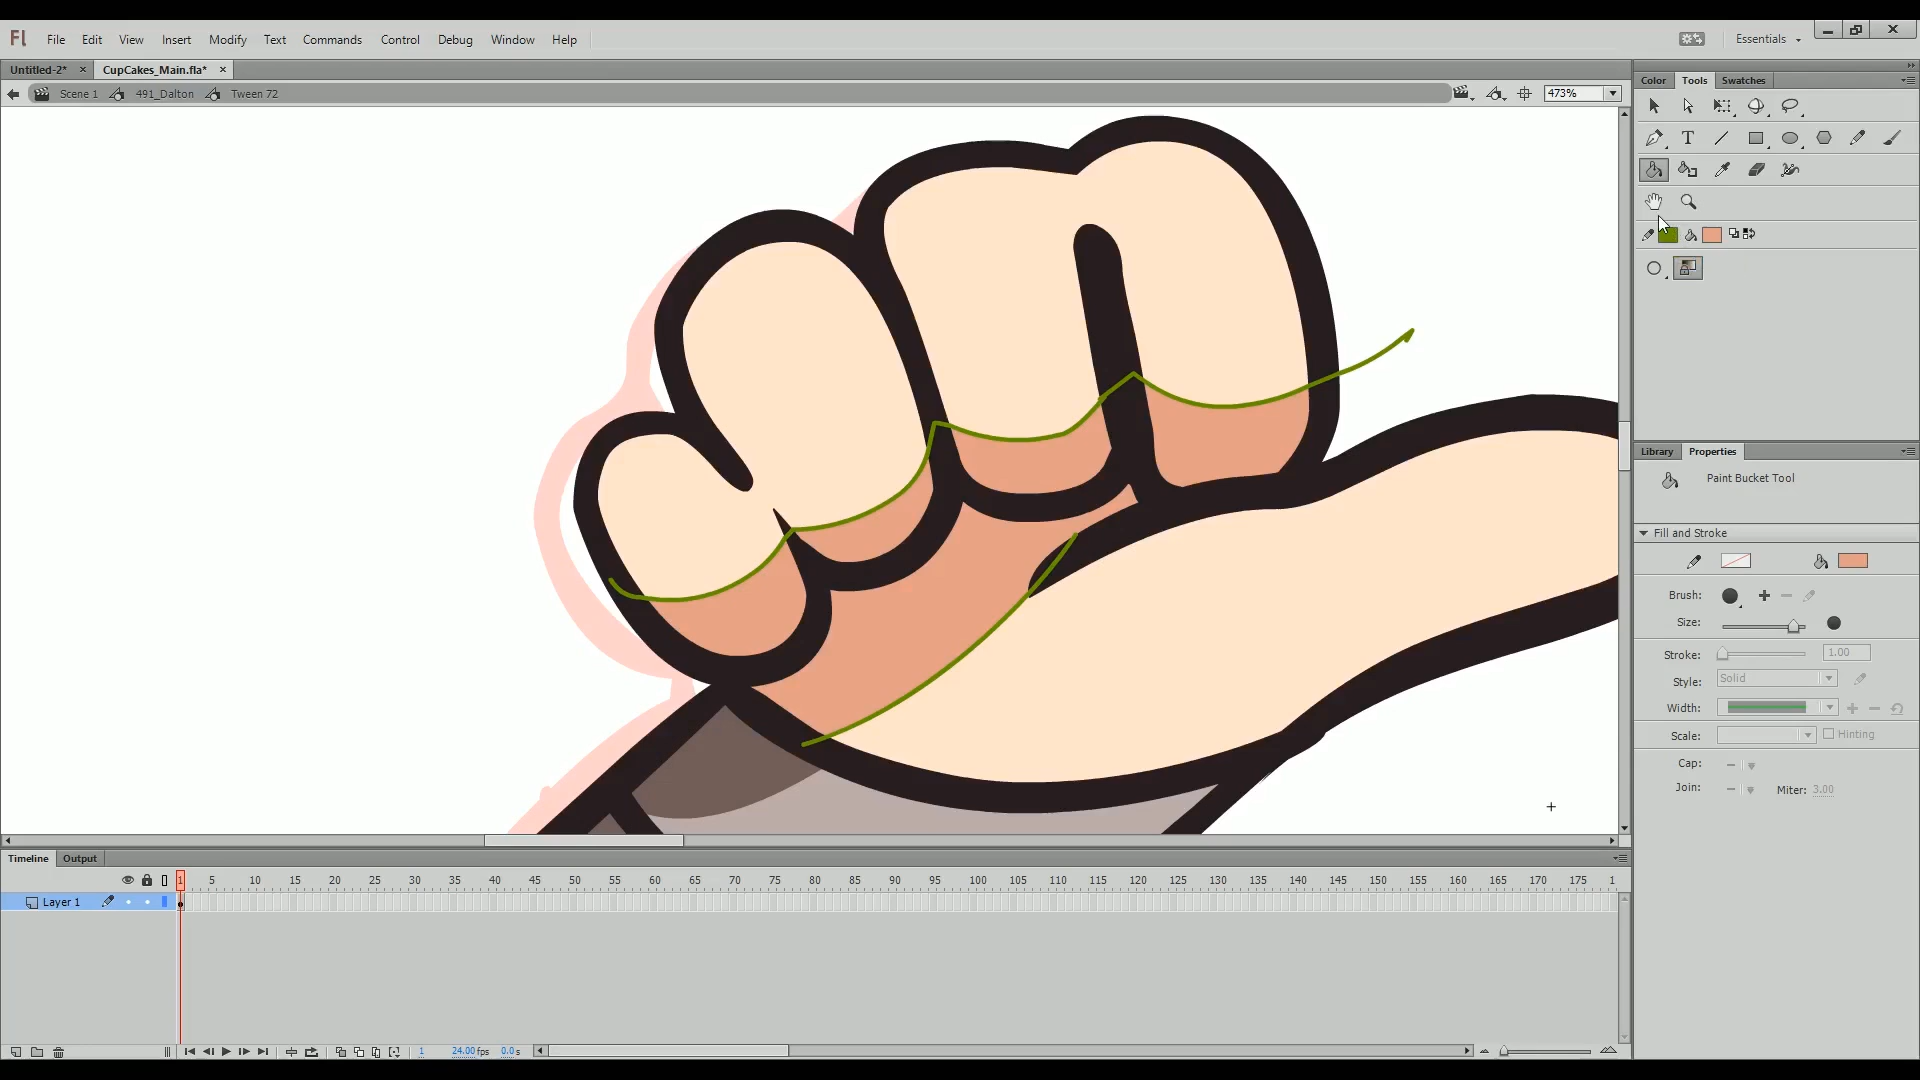 Fl File Edit View Insert Modify Text Commands Control Debug Window Help Essentials
Untitled-2* × CupCakes_Main.fla* ×
Scene 1 491_Dalton Tween 72 473%
Color Tools Swatches
T
Library Properties
Paint Bucket Tool
Fill and Stroke
Brush:
Size:
Stroke: 1.00
Style: Solid
Width:
Scale: Hinting
Cap:
Join: Miter: 3.00
Timeline Output
1 5 10 15 20 25 30 35 40 45 50 55 60 65 70 75 80 85 90 95 100 105 110 115 120 125 130 135 140 145 150 155 160 165 170 175 1
Layer 1
1 24.00 fps 0.0 s